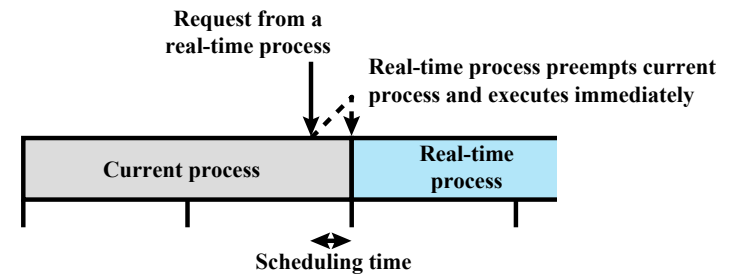 Request from a
real-time process
Real-time process preempts current
process and executes immediately
Current process
Real-time
process
Scheduling time